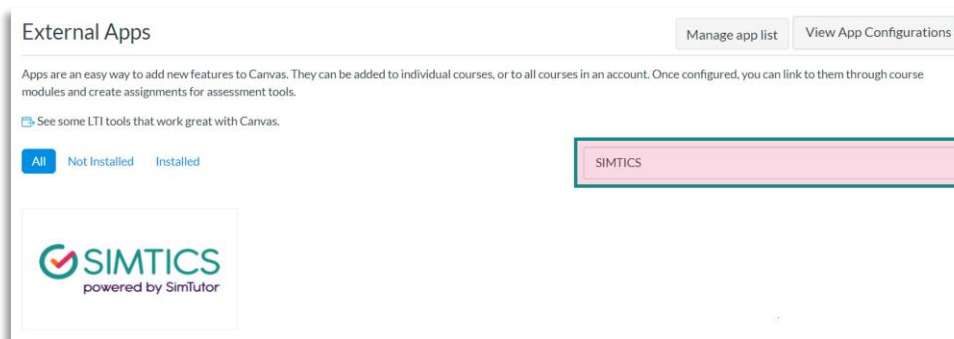 External Apps
Manage app list
View App Configurations
Apps are an easy way to add new features to Canvas. They can be added to individual courses, or to all courses in an account. Once configured, you can link to them through course
modules and create assignments for assessment tools.
See some LTI tools that work great with Canvas.
All Not Installed Installed
SIMTICS
SIMTICS
powered by SimTutor